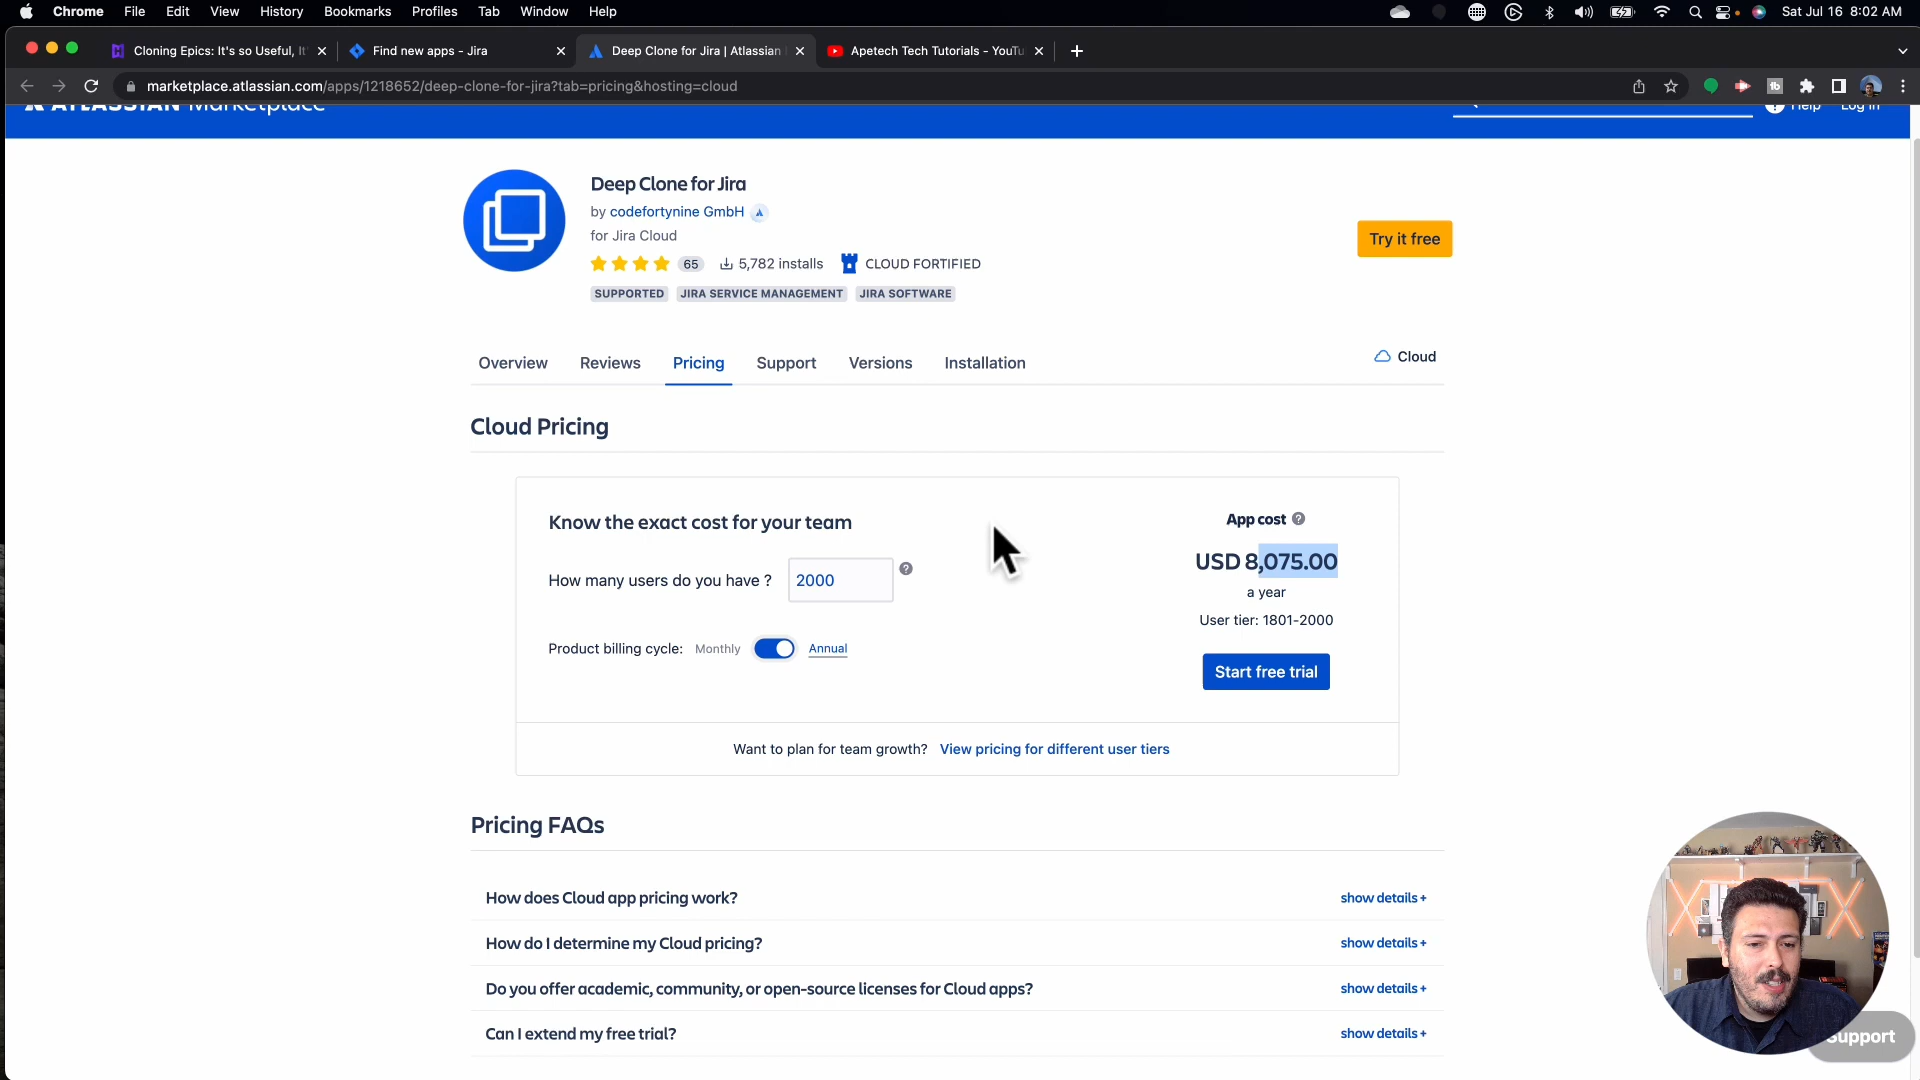 Chrome File Edit View History Bookmarks Profiles Tab Window Help Sat Jul 16 8:02 AM
Cloning Epics: It's so Useful, It Find new apps - Jira Deep Clone for Jira | Atlassian Apetech Tech Tutorials - YouTu
marketplace.atlassian.com/apps/1218652/deep-clone-for-jira?tab=pricing&hosting=cloud
ATLASSIAN Marketplace Help Log in
Deep Clone for Jira
by codefortynine GmbH
for Jira Cloud
Try it free
65 5,782 installs CLOUD FORTIFIED
SUPPORTED JIRA SERVICE MANAGEMENT JIRA SOFTWARE
Overview Reviews Pricing Support Versions Installation Cloud
Cloud Pricing
Know the exact cost for your team App cost ?
How many users do you have ? 2000 ? USD 8,075.00
a year
User tier: 1801-2000
Product billing cycle: Monthly Annual
Start free trial
Want to plan for team growth? View pricing for different user tiers
Pricing FAQs
How does Cloud app pricing work? show details +
How do I determine my Cloud pricing? show details +
Do you offer academic, community, or open-source licenses for Cloud apps? show details +
Can I extend my free trial? show details +
Support